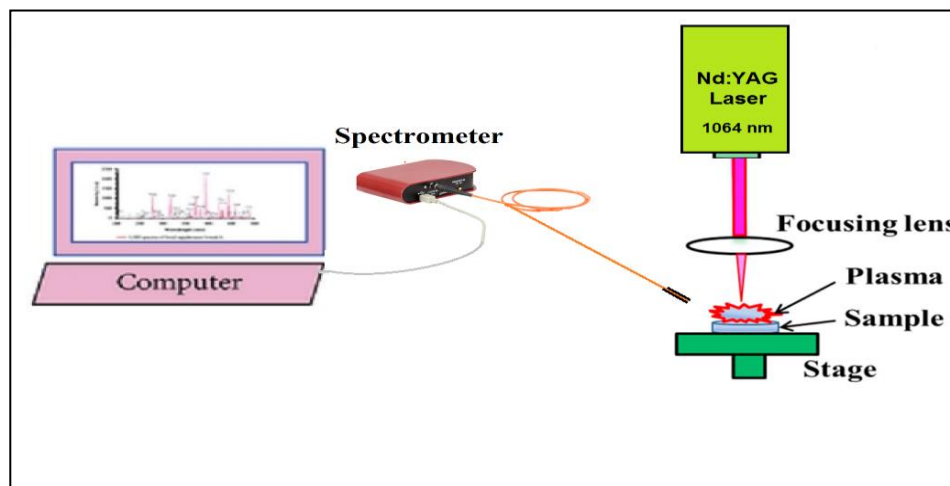 Nd:YAG
Laser
1064 nm
Spectrometer
Focusing lens
Plasma
Sample
Stage
Computer